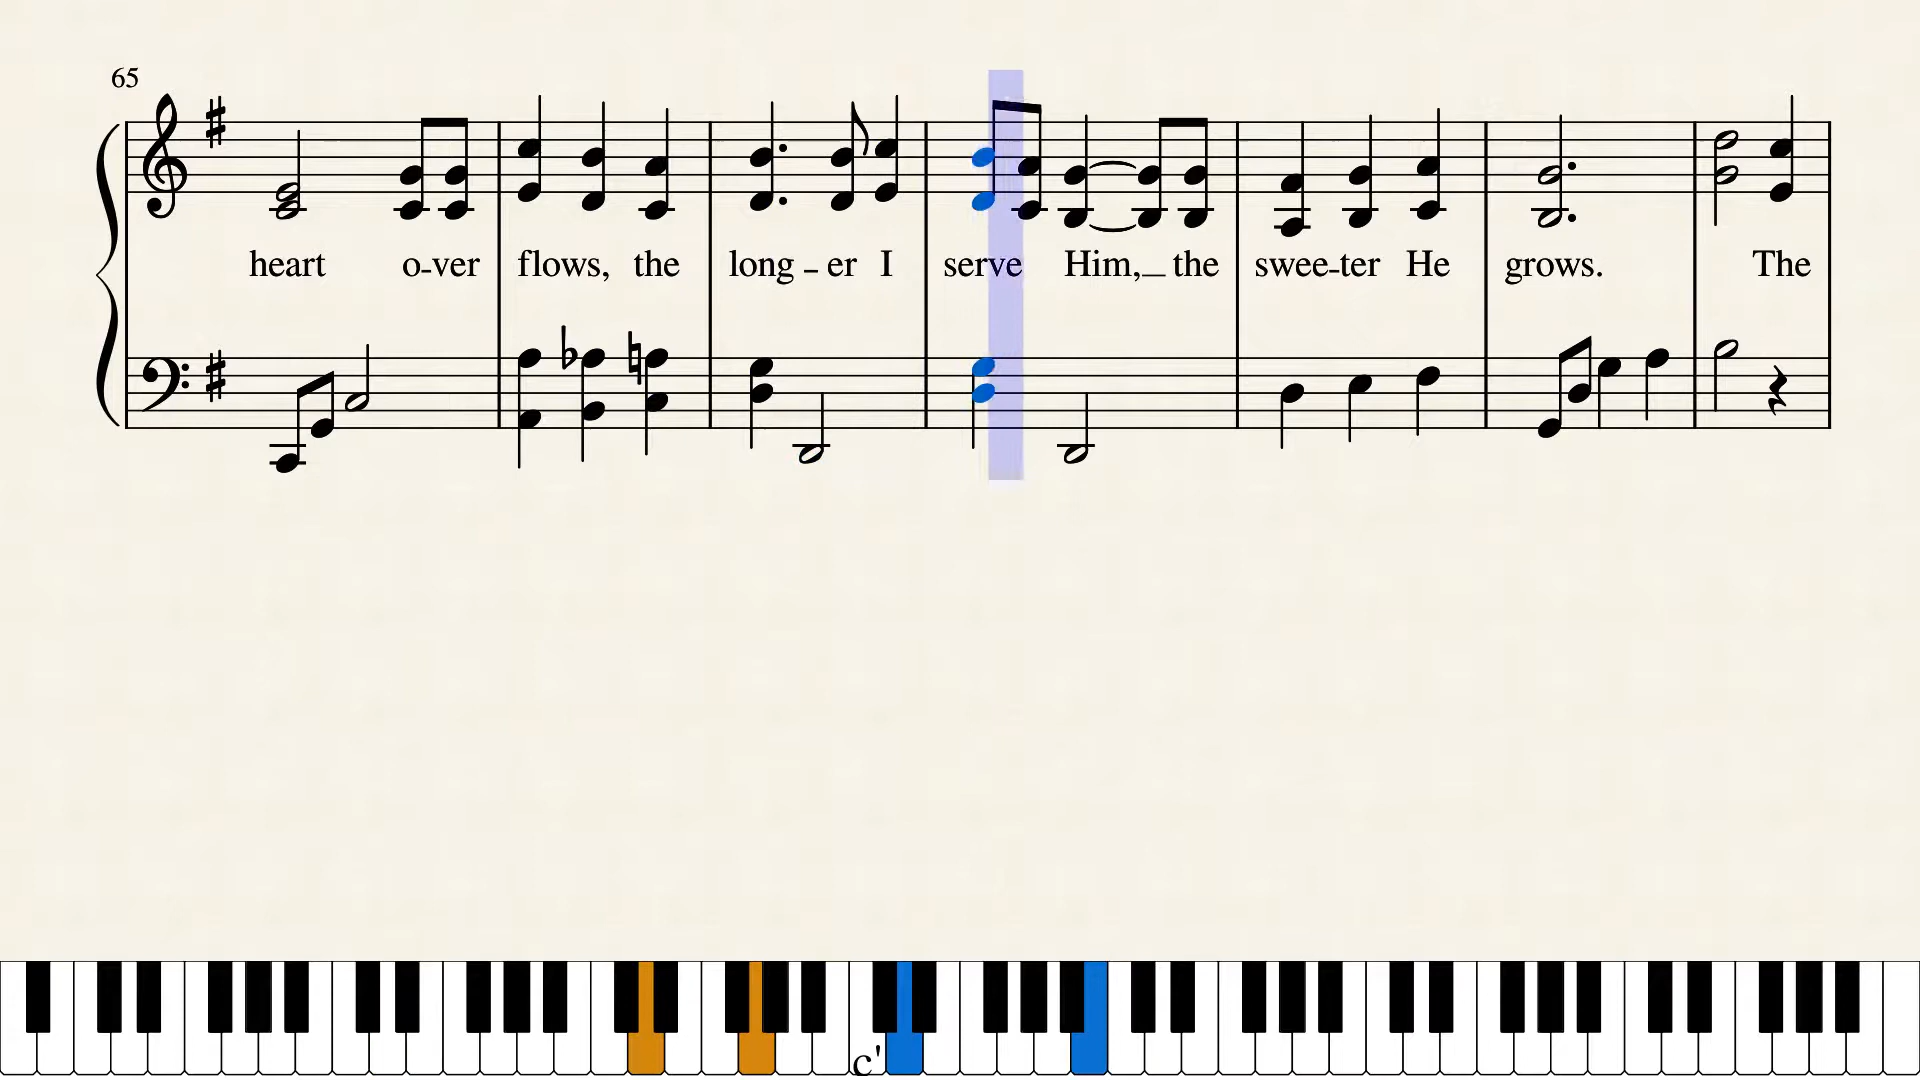 65
heart o-ver flows, the long - er I serve Him,_ the swee-ter He grows. The
c'